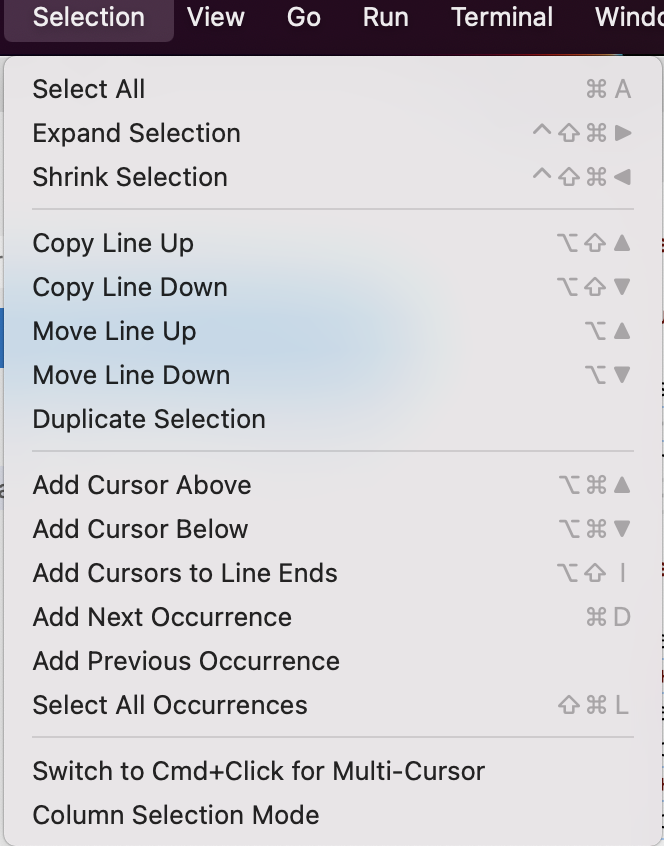 Selection View Go Run Terminal
Select All ⌘ A
Expand Selection ^⇧⌘▶
Shrink Selection ^⇧⌘◀
Copy Line Up ⌥⇧▲
Copy Line Down ⌥⇧▼
Move Line Up ⌥▲
Move Line Down ⌥▼
Duplicate Selection
Add Cursor Above ⌥⌘▲
Add Cursor Below ⌥⌘▼
Add Cursors to Line Ends ⌥⇧ I
Add Next Occurrence ⌘ D
Add Previous Occurrence
Select All Occurrences ⇧⌘ L
Switch to Cmd+Click for Multi-Cursor
Column Selection Mode